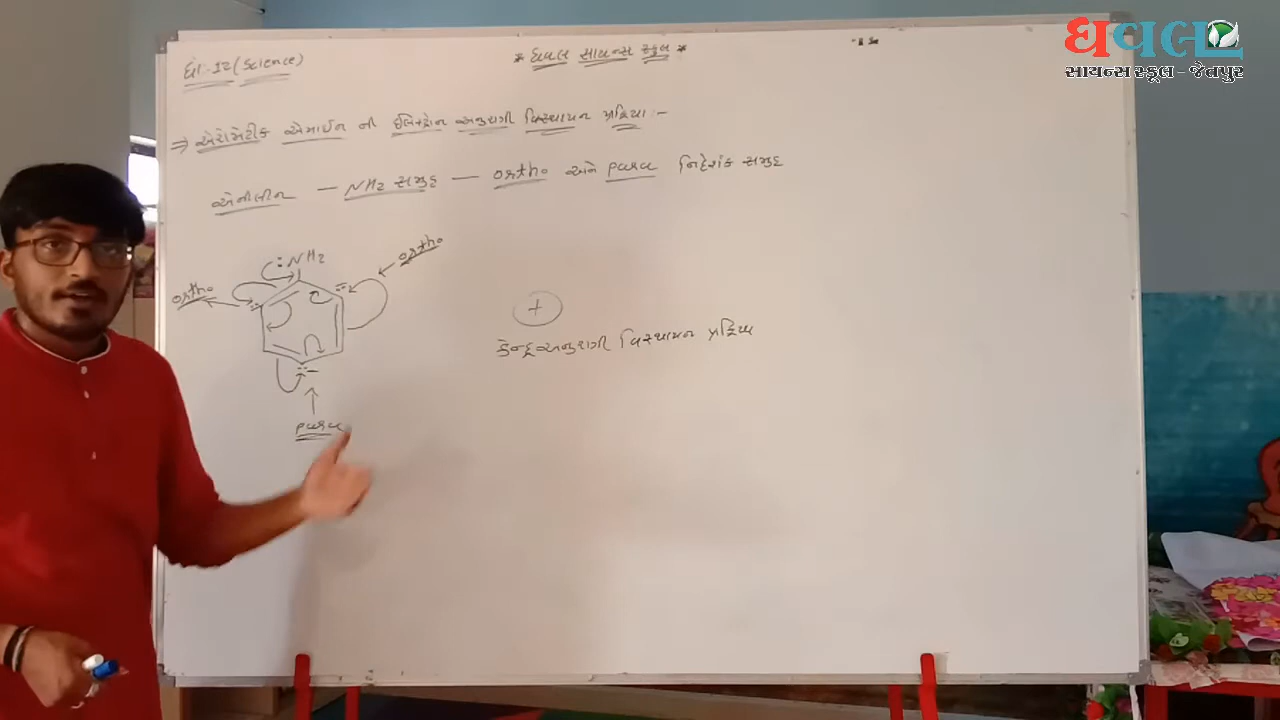 ધવલ
સાયન્સ સ્કૂલ - જેતપુર
ધો.-12 (Science)
* ધવલ સાયન્સ સ્કૂલ *
⇒ એરોમેટીક એમાઈન ની ઈલેક્ટ્રોન અનુરાગી વિસ્થાપન પ્રક્રિયા :-
એનીલીન — NH2 સમુહ — ortho અને para નિર્દેશક સમુહ
:NH2
ortho
ortho
para
+
કેન્દ્રઅનુરાગી વિસ્થાપન પ્રક્રિયા